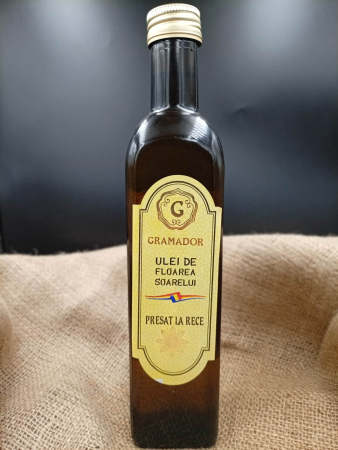 G
GRAMADOR
ULEI DE
FLOAREA
SOARELUI
PRESAT LA RECE